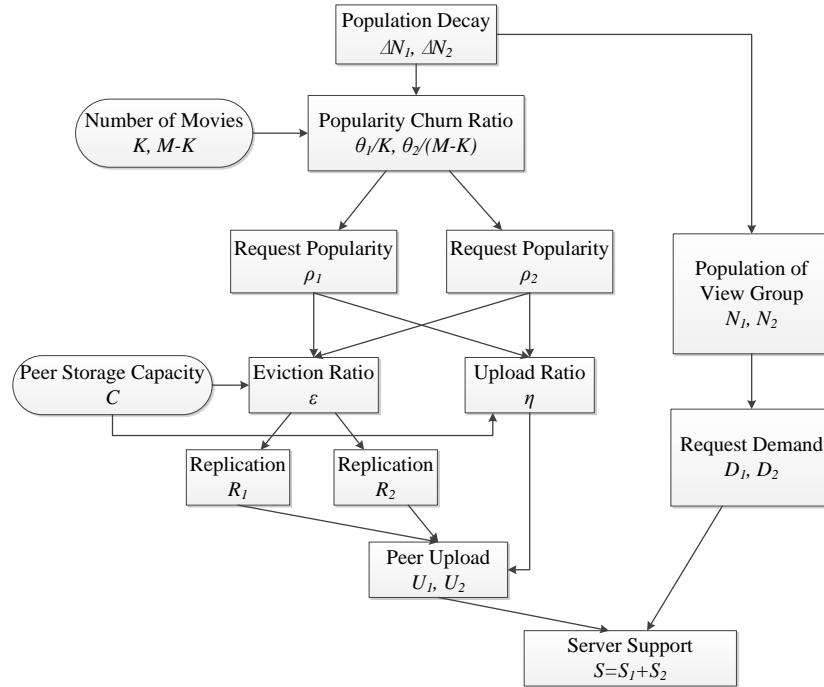 Population Decay
ΔN₁, ΔN₂
Number of Movies
K, M-K
Popularity Churn Ratio
θ₁/K, θ₂/(M-K)
Request Popularity
ρ₁
Request Popularity
ρ₂
Population of
View Group
N₁, N₂
Peer Storage Capacity
C
Eviction Ratio
ε
Upload Ratio
η
Request Demand
D₁, D₂
Replication
R₁
Replication
R₂
Peer Upload
U₁, U₂
Server Support
S=S₁+S₂